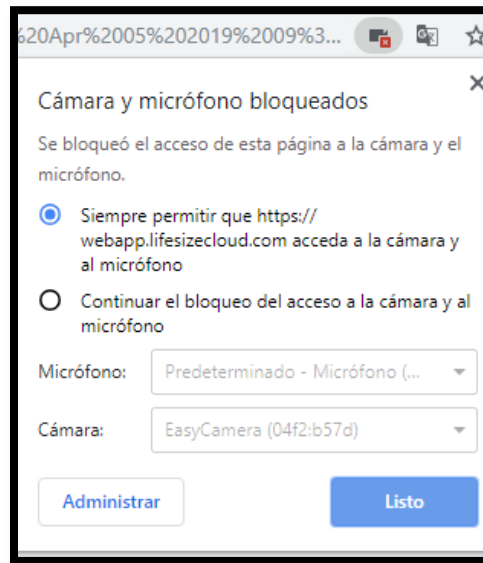 %20Apr%2005%202019%2009%3...
Cámara y micrófono bloqueados
Se bloqueó el acceso de esta página a la cámara y el
micrófono.
Siempre permitir que https://
webapp.lifesizecloud.com acceda a la cámara y
al micrófono
Continuar el bloqueo del acceso a la cámara y al
micrófono
Micrófono: Predeterminado - Micrófono (...
Cámara: EasyCamera (04f2:b57d)
Administrar Listo